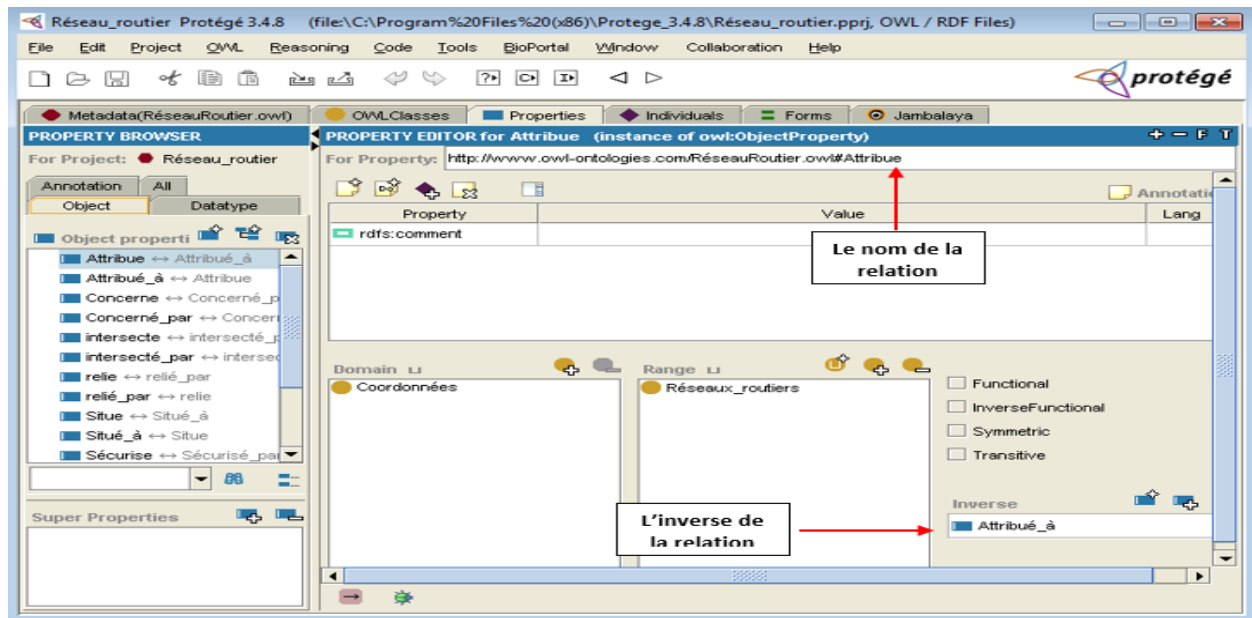 Réseau_routier Protégé 3.4.8 (file:\C:\Program%20Files%20(x86)\Protege_3.4.8\Réseau_routier.pprj, OWL / RDF Files)
File Edit Project OWL Reasoning Code Tools BioPortal Window Collaboration Help
protégé
Metadata(RéseauRoutier.owl) OWLClasses Properties Individuals Forms Jambalaya
PROPERTY BROWSER
For Project: Réseau_routier
Annotation All
Object Datatype
Object properti
Attribue ↔ Attribué_à
Attribué_à ↔ Attribue
Concerne ↔ Concerné_p
Concerné_par ↔ Concer
intersecte ↔ intersecté_p
intersecté_par ↔ intersec
relie ↔ relié_par
relié_par ↔ relie
Situe ↔ Situé_à
Situé_à ↔ Situe
Sécurise ↔ Sécurisé_pa
Super Properties
PROPERTY EDITOR for Attribue (instance of owl:ObjectProperty) + − F T
For Property: http://www.owl-ontologies.com/RéseauRoutier.owl#Attribue
Annotati
Property Value Lang
rdfs:comment
Le nom de la
relation
Domain ⊔
Coordonnées
Range ⊔
Réseaux_routiers
Functional
InverseFunctional
Symmetric
Transitive
Inverse
Attribué_à
L'inverse de
la relation